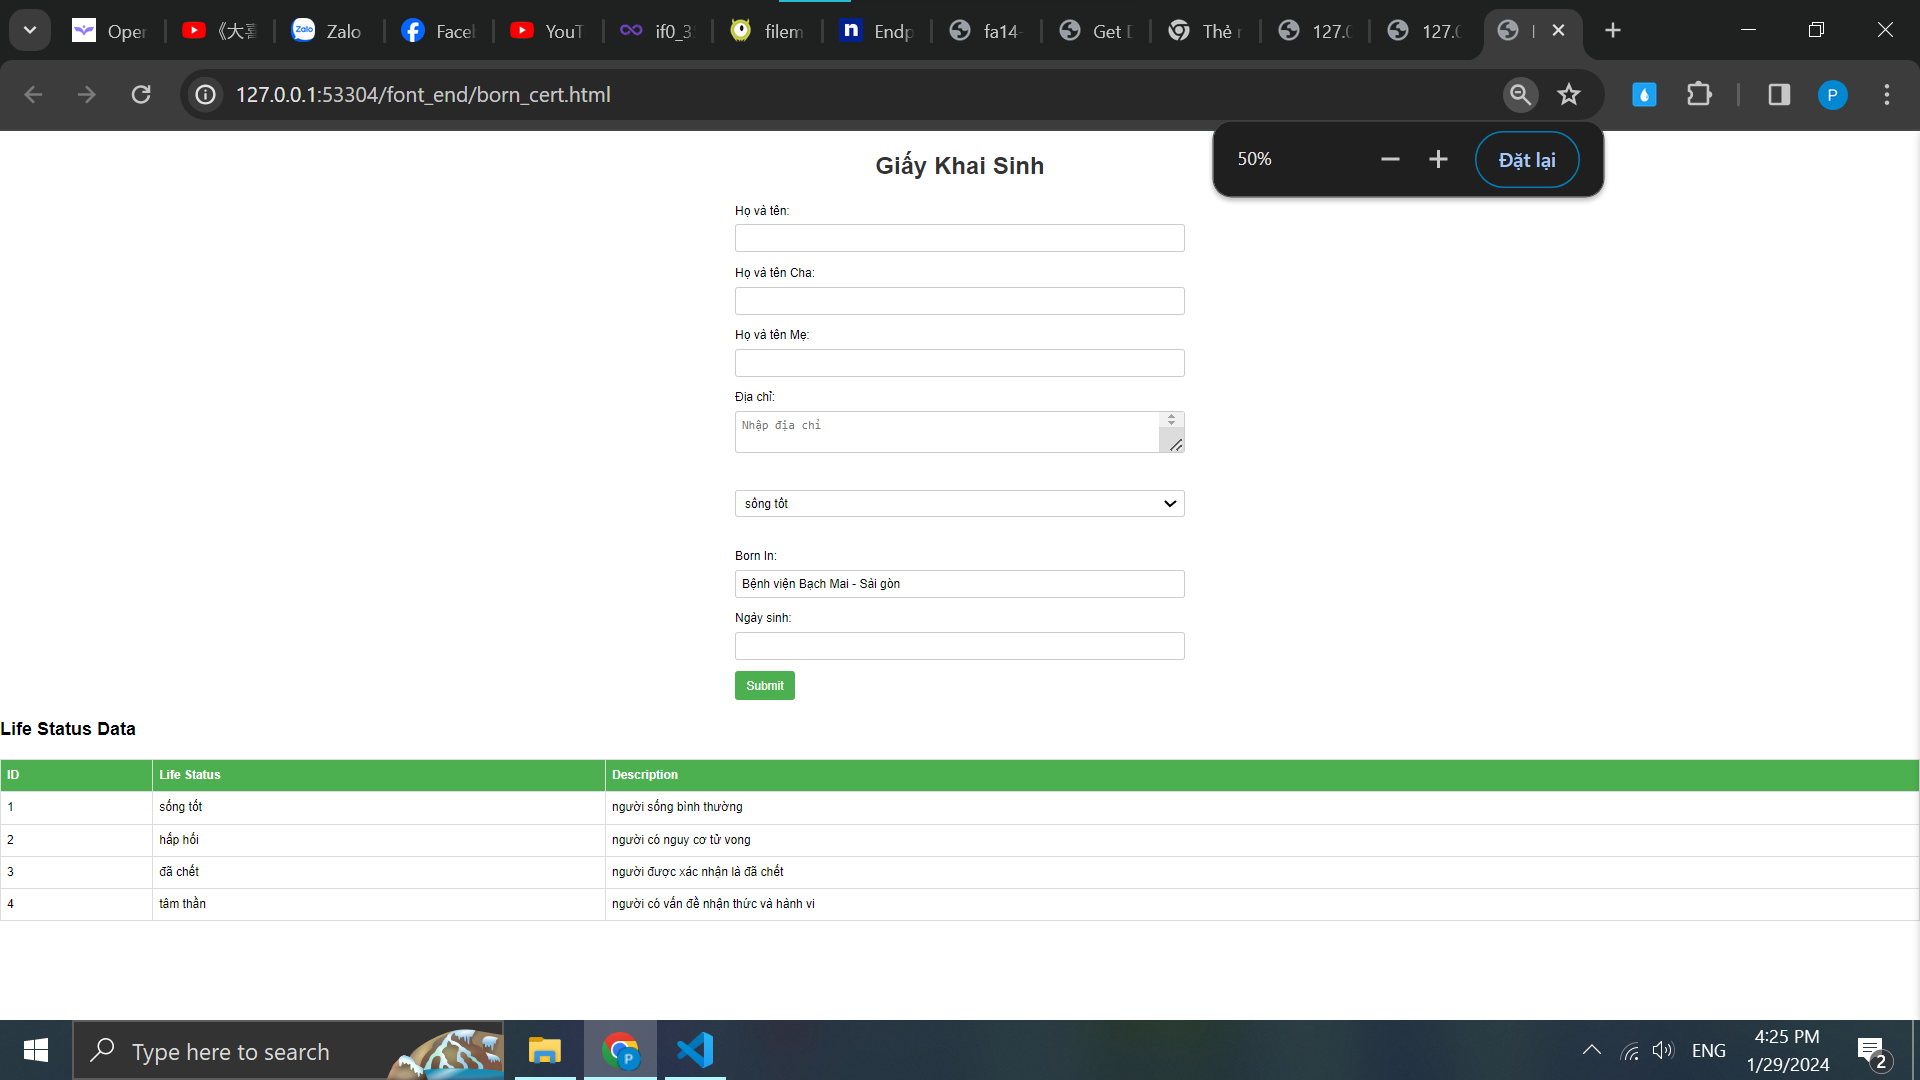 Oper
《大喜
Zalo
Facel
YouT
if0_3
filem
n
Endp
fa14-
Get D
Thẻ r
127.0
127.0
127.0.0.1:53304/font_end/born_cert.html
P
50%
Đặt lại
Giấy Khai Sinh
Họ và tên:
Họ và tên Cha:
Họ và tên Mẹ:
Địa chỉ:
Nhập địa chỉ
sống tốt
Born In:
Bệnh viện Bạch Mai - Sài gòn
Ngày sinh:
Submit
Life Status Data
ID Life Status Description
1 sống tốt người sống bình thường
2 hấp hối người có nguy cơ tử vong
3 đã chết người được xác nhận là đã chết
4 tâm thần người có vấn đề nhận thức và hành vi
Type here to search
P
ENG
4:25 PM
1/29/2024
2